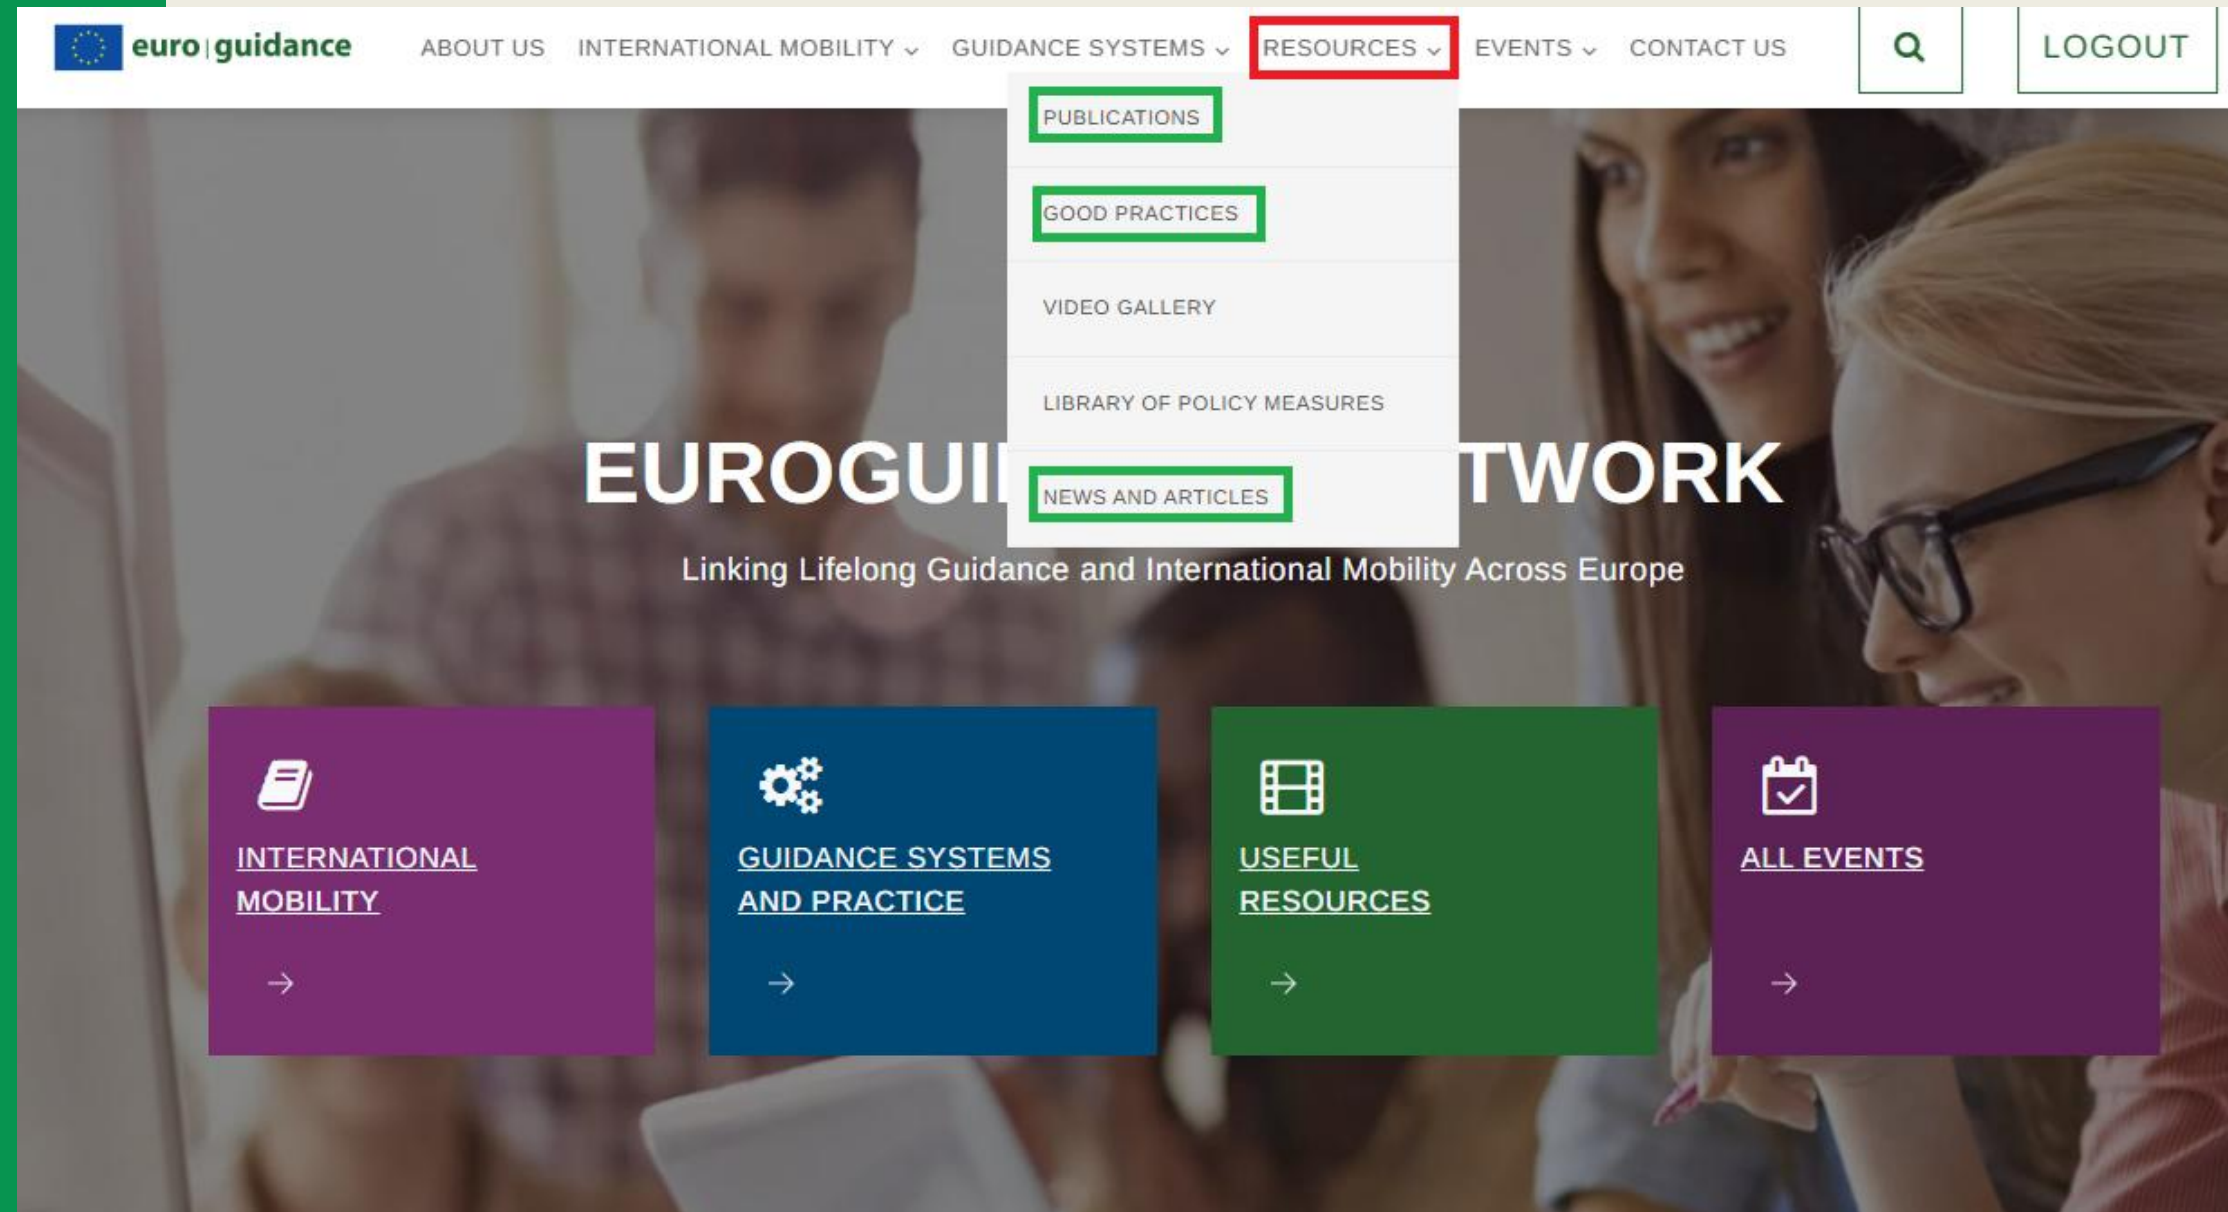 euro|guidance
ABOUT US
INTERNATIONAL MOBILITY
GUIDANCE SYSTEMS
RESOURCES
EVENTS
CONTACT US
LOGOUT
PUBLICATIONS
GOOD PRACTICES
VIDEO GALLERY
LIBRARY OF POLICY MEASURES
NEWS AND ARTICLES
EUROGUI TWORK
Linking Lifelong Guidance and International Mobility Across Europe
INTERNATIONAL
MOBILITY
GUIDANCE SYSTEMS
AND PRACTICE
USEFUL
RESOURCES
ALL EVENTS